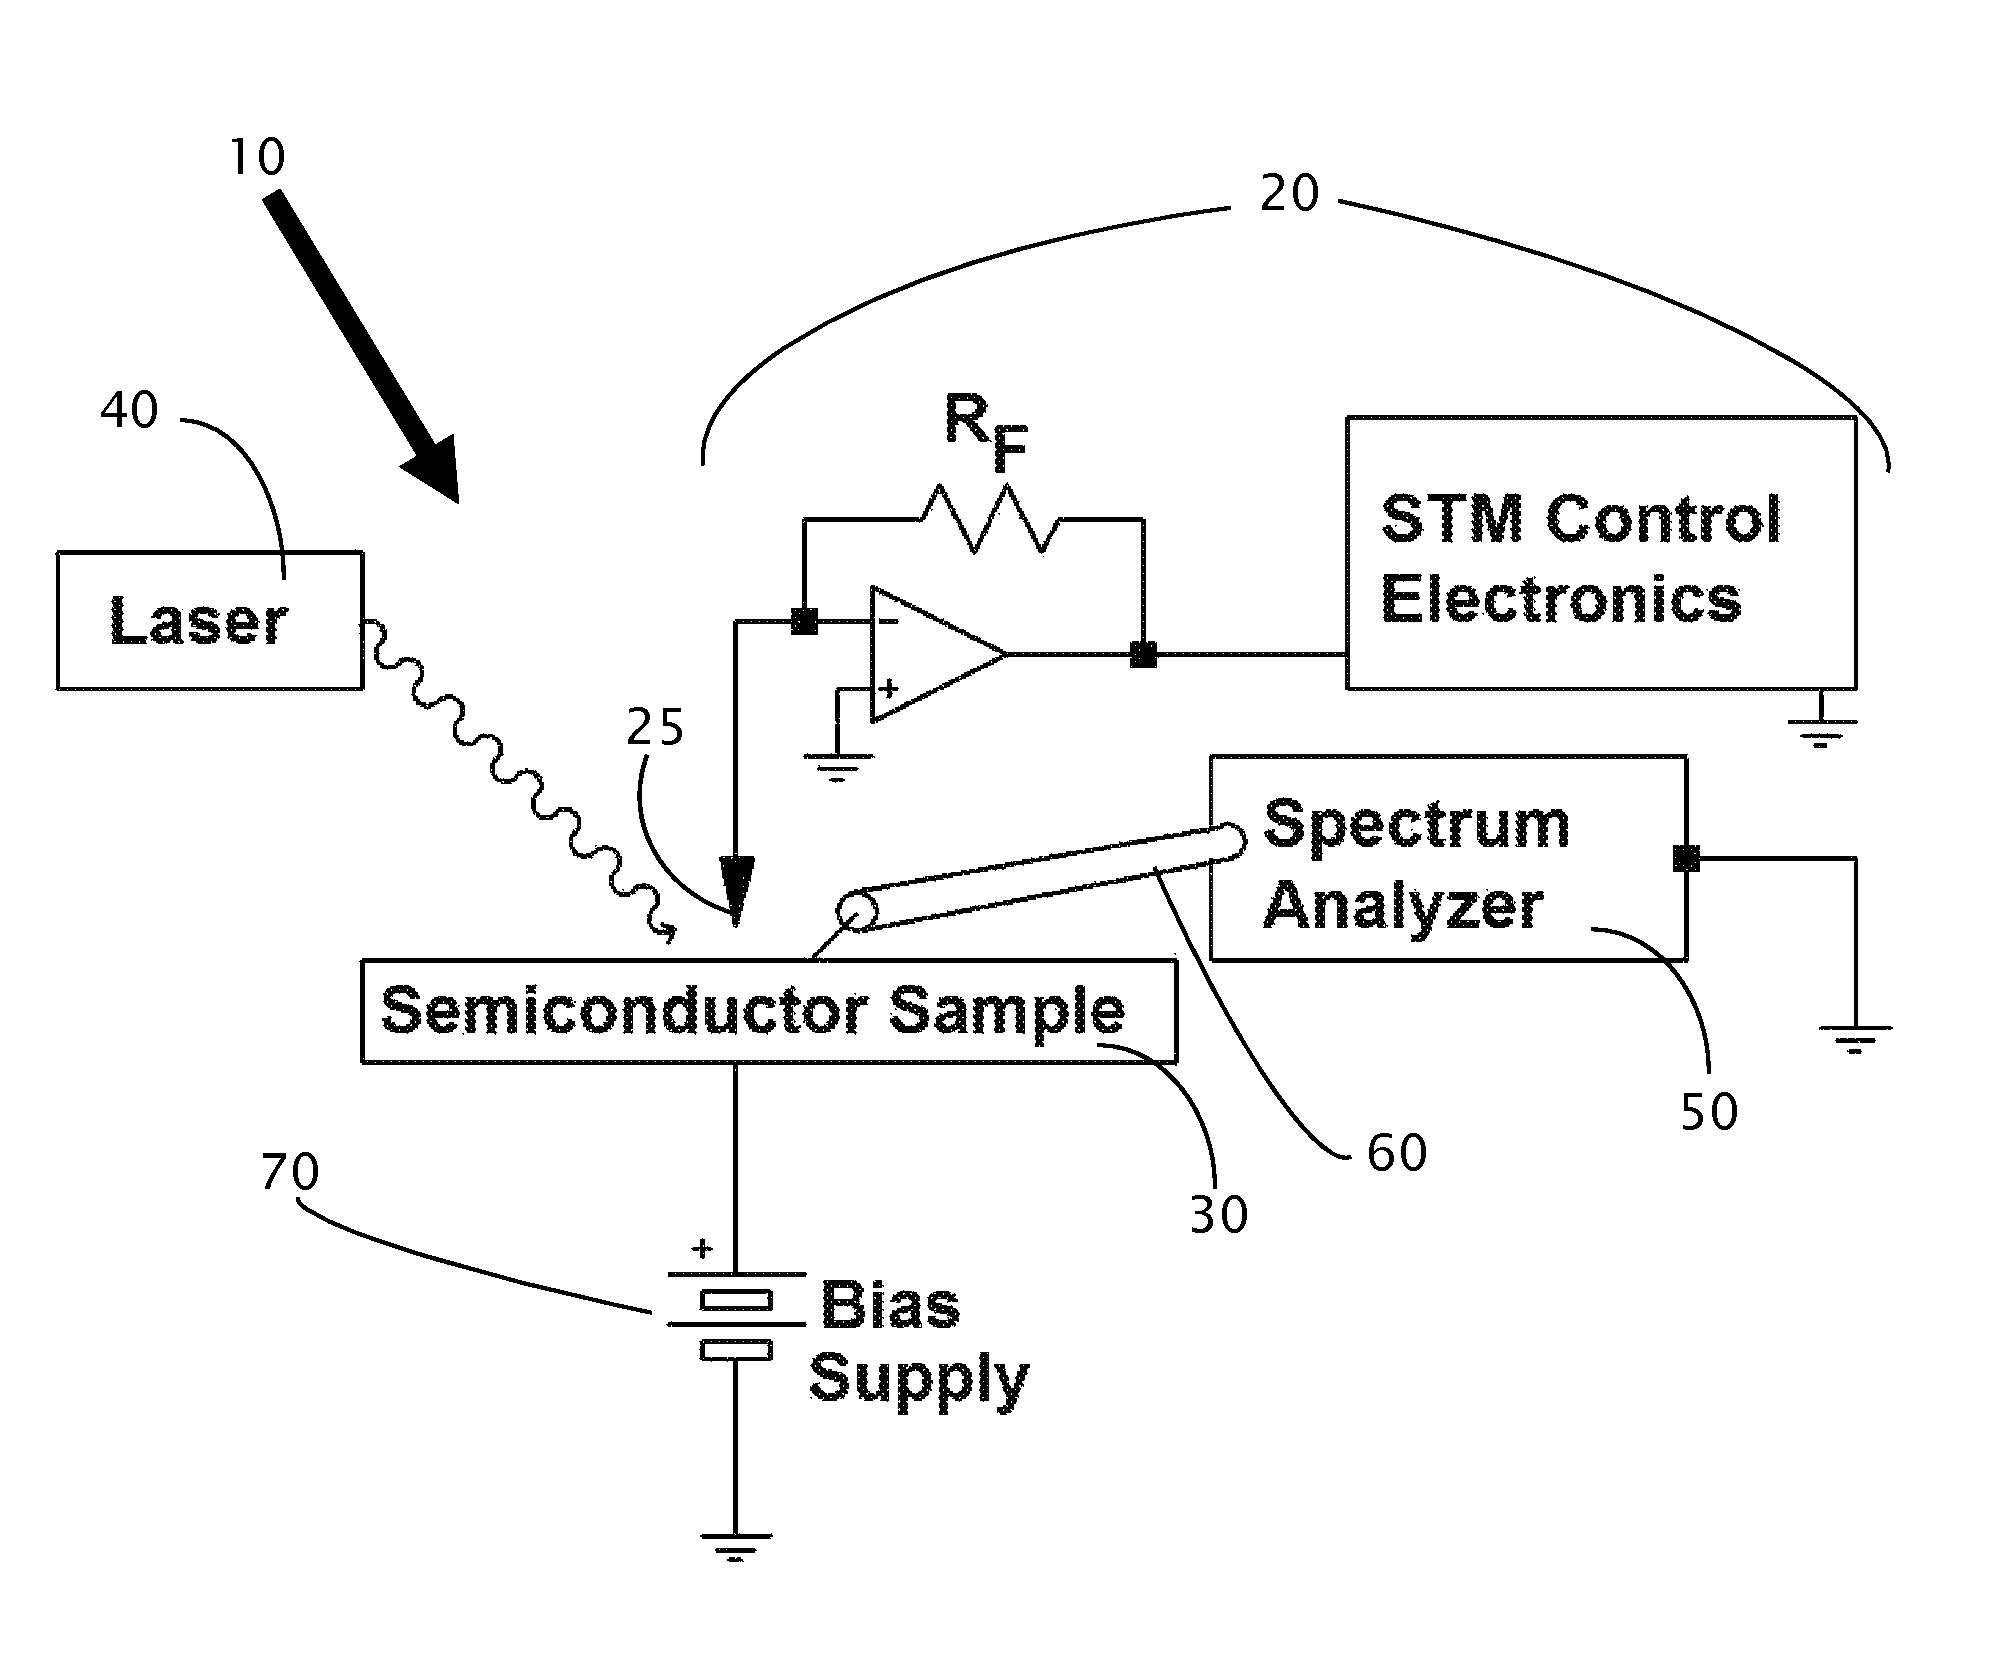 10
20
40
R
F
STM Control
Electronics
Laser
−
+
25
Spectrum
Analyzer
Semiconductor Sample
50
60
70
30
+
Bias
Supply